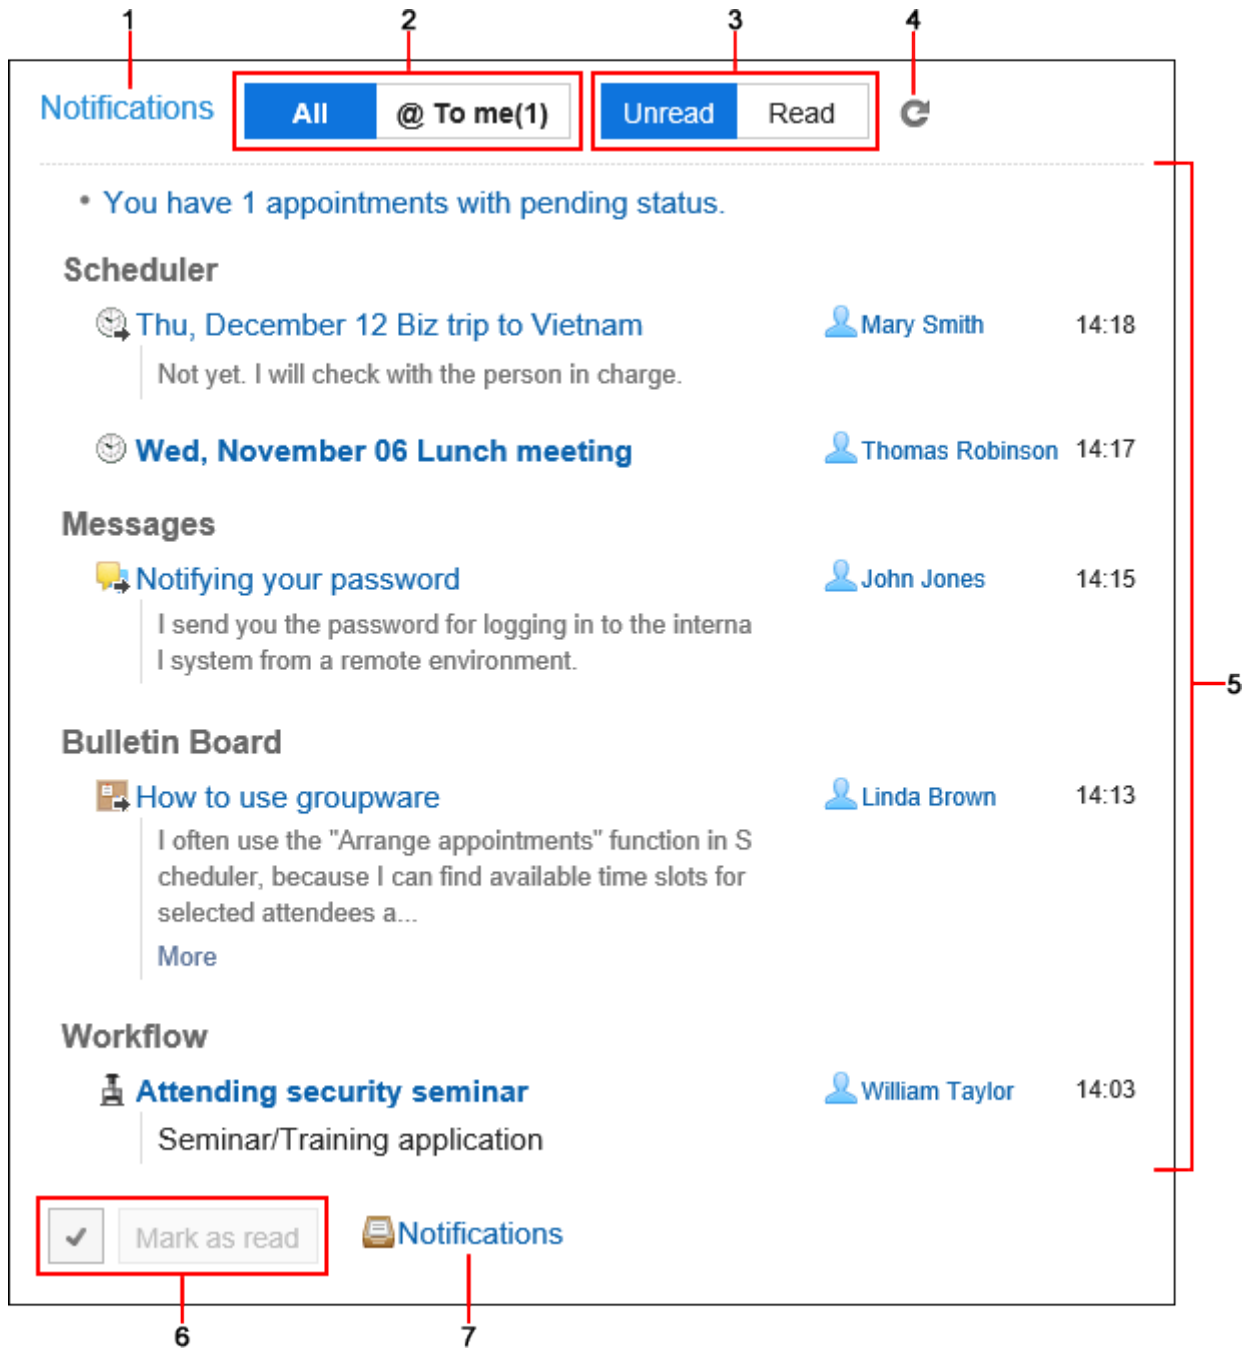 1 2 3 4
Notifications All @ To me(1) Unread Read
• You have 1 appointments with pending status.
Scheduler
Thu, December 12 Biz trip to Vietnam Mary Smith 14:18
Not yet. I will check with the person in charge.
Wed, November 06 Lunch meeting Thomas Robinson 14:17
Messages
Notifying your password John Jones 14:15
I send you the password for logging in to the interna
l system from a remote environment.
5
Bulletin Board
How to use groupware Linda Brown 14:13
I often use the "Arrange appointments" function in S
cheduler, because I can find available time slots for
selected attendees a...
More
Workflow
Attending security seminar William Taylor 14:03
Seminar/Training application
Mark as read Notifications
6 7